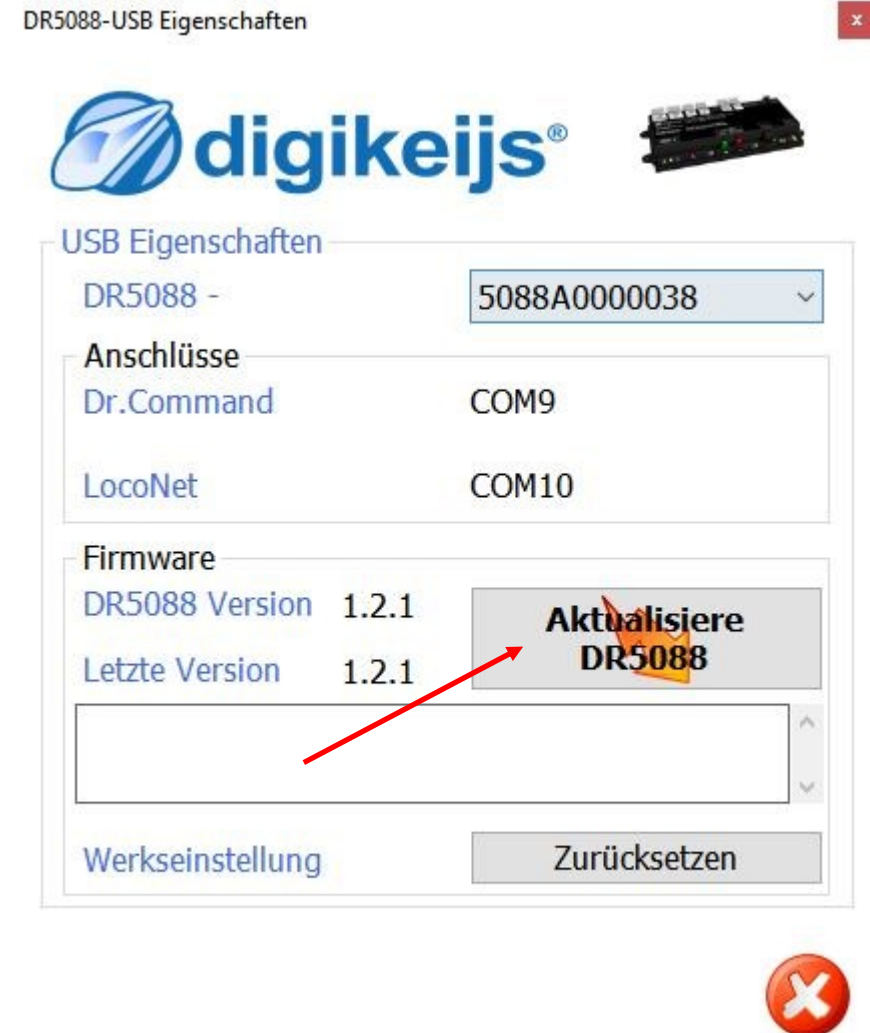 DR5088-USB Eigenschaften
x
digikeijs®
USB Eigenschaften
DR5088 - 5088A0000038
Anschlüsse
Dr.Command COM9
LocoNet COM10
Firmware
DR5088 Version 1.2.1
Aktualisiere
DR5088
Letzte Version 1.2.1
Werkseinstellung Zurücksetzen